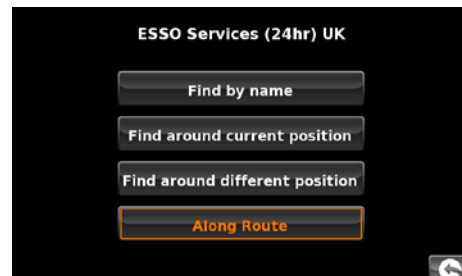 ESSO Services (24hr) UK
Find by name
Find around current position
Find around different position
Along Route